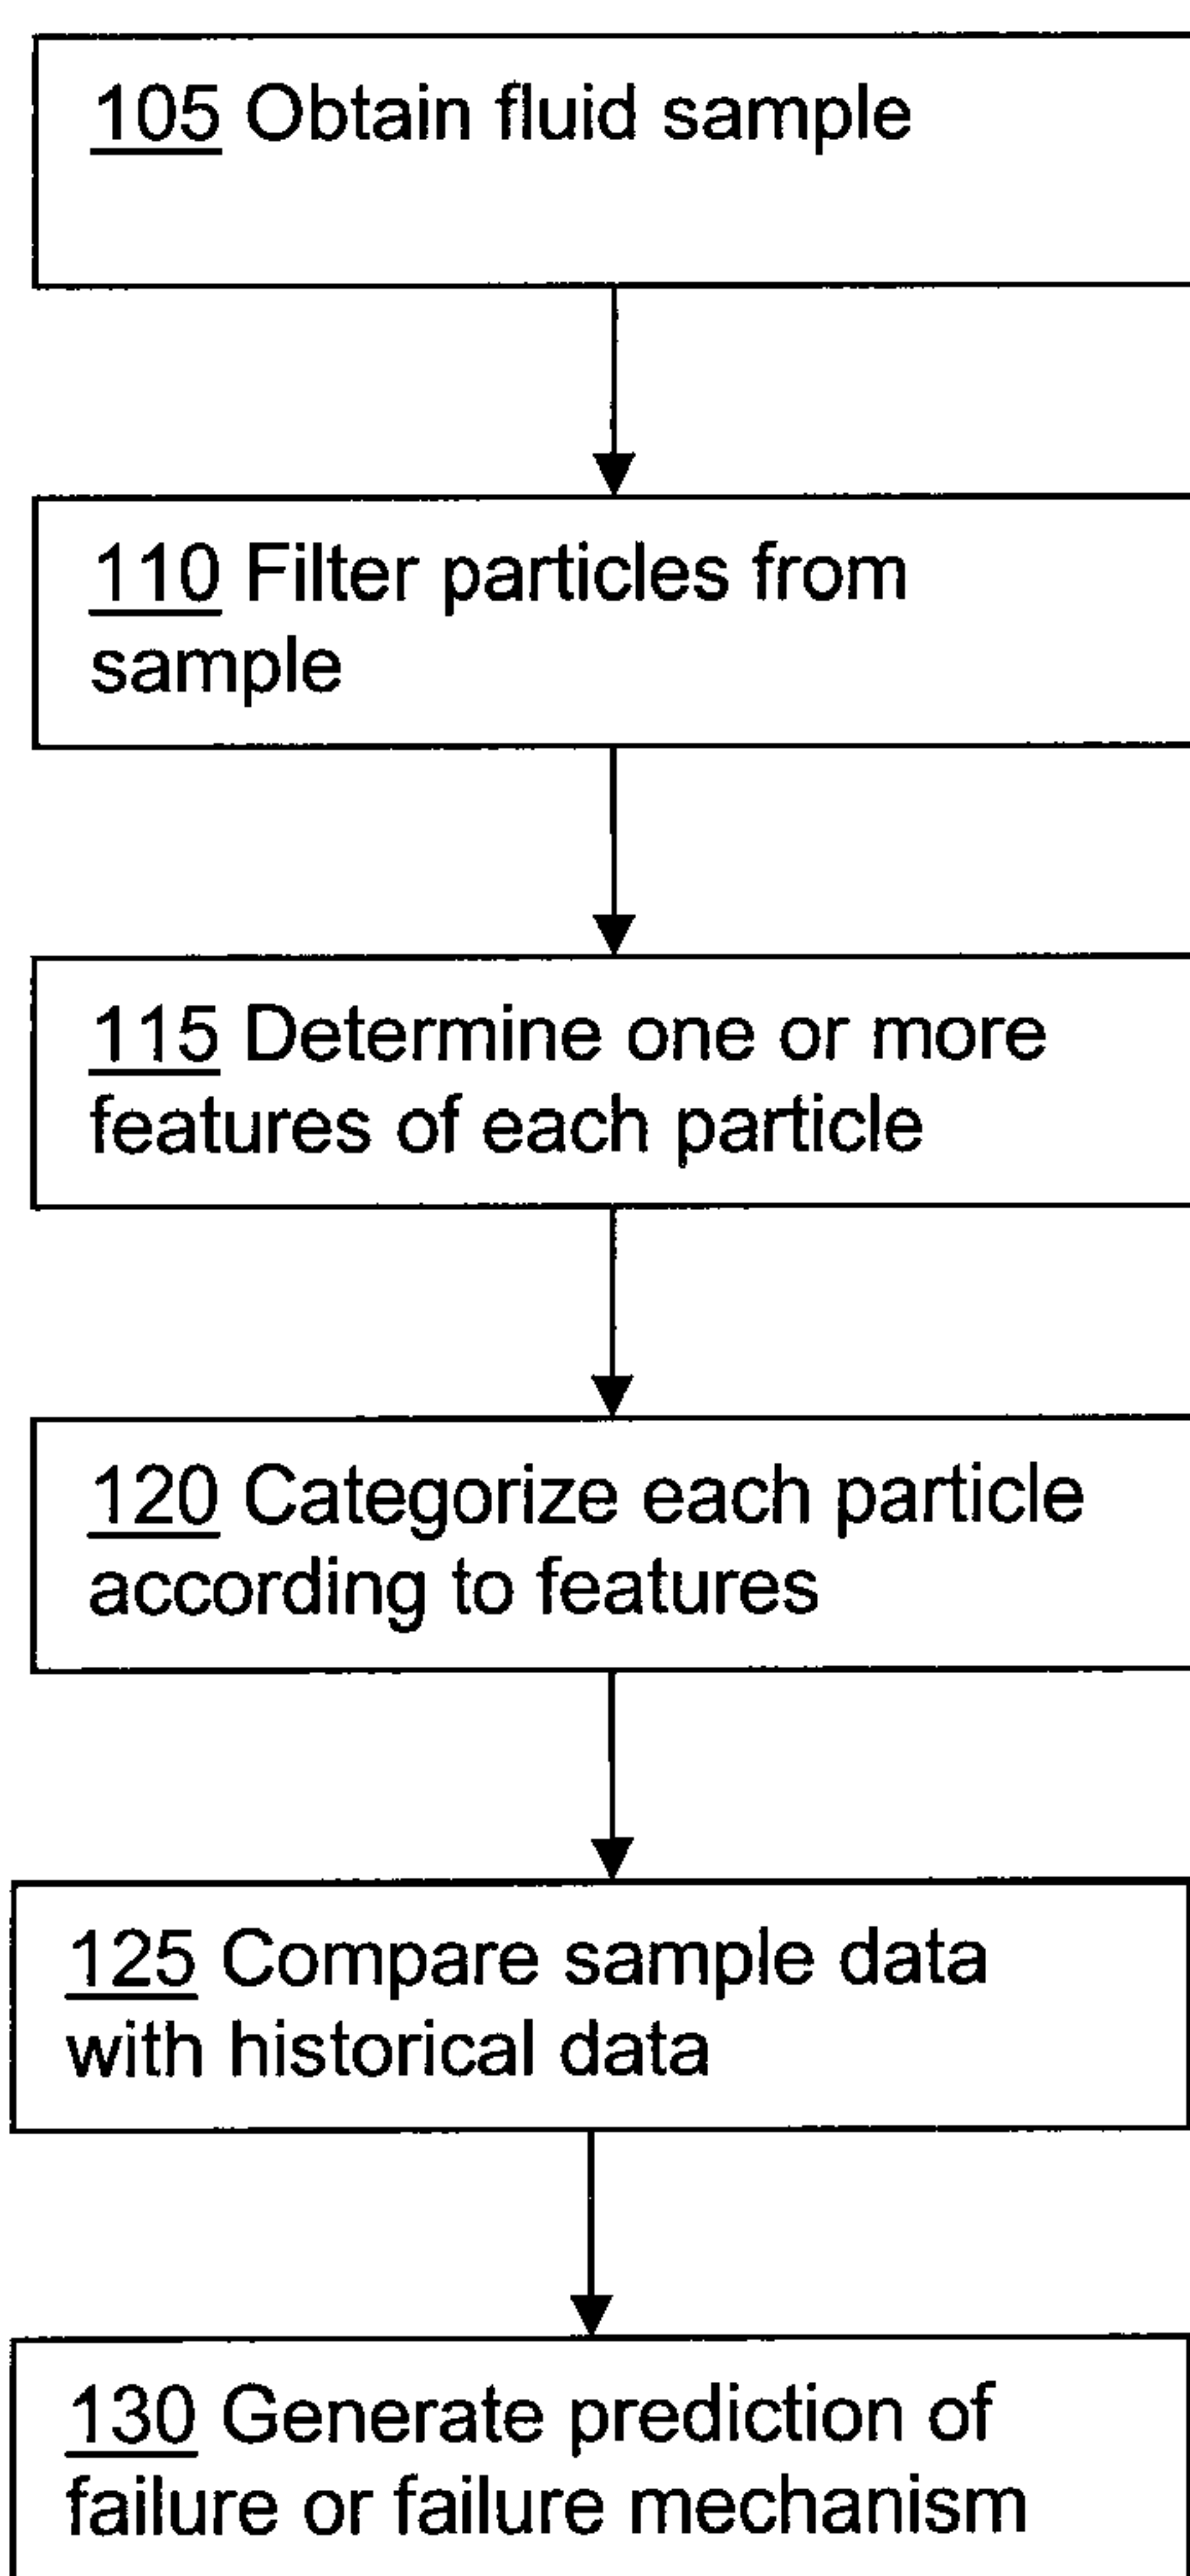 105 Obtain fluid sample
110 Filter particles from
sample
115 Determine one or more
features of each particle
120 Categorize each particle
according to features
125 Compare sample data
with historical data
130 Generate prediction of
failure or failure mechanism